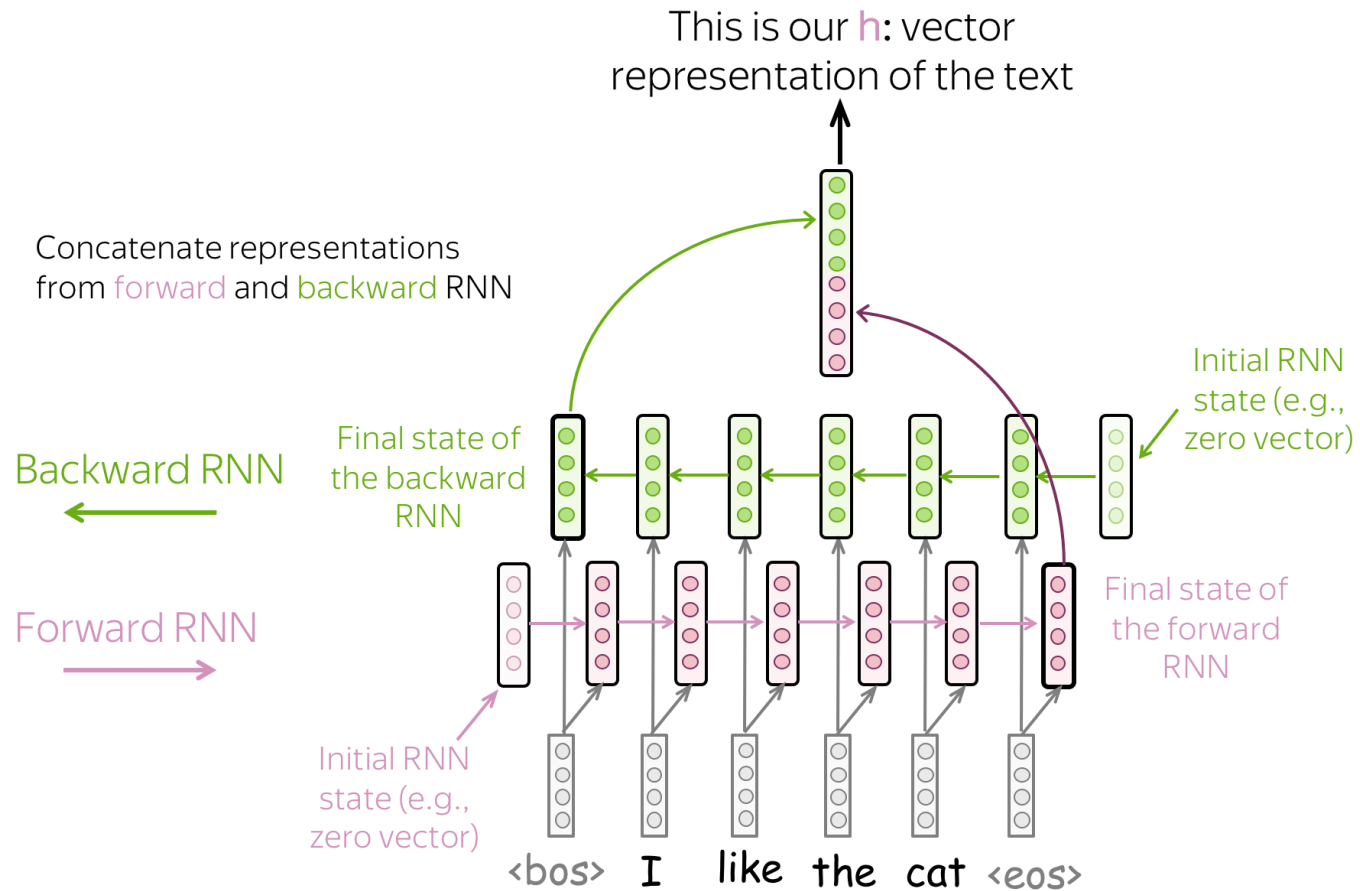 This is our h: vector
representation of the text
Concatenate representations
from forward and backward RNN
Initial RNN
state (e.g.,
zero vector)
Final state of
the backward
RNN
Backward RNN
Forward RNN
Final state of
the forward
RNN
Initial RNN
state (e.g.,
zero vector)
<bos> I like the cat <eos>